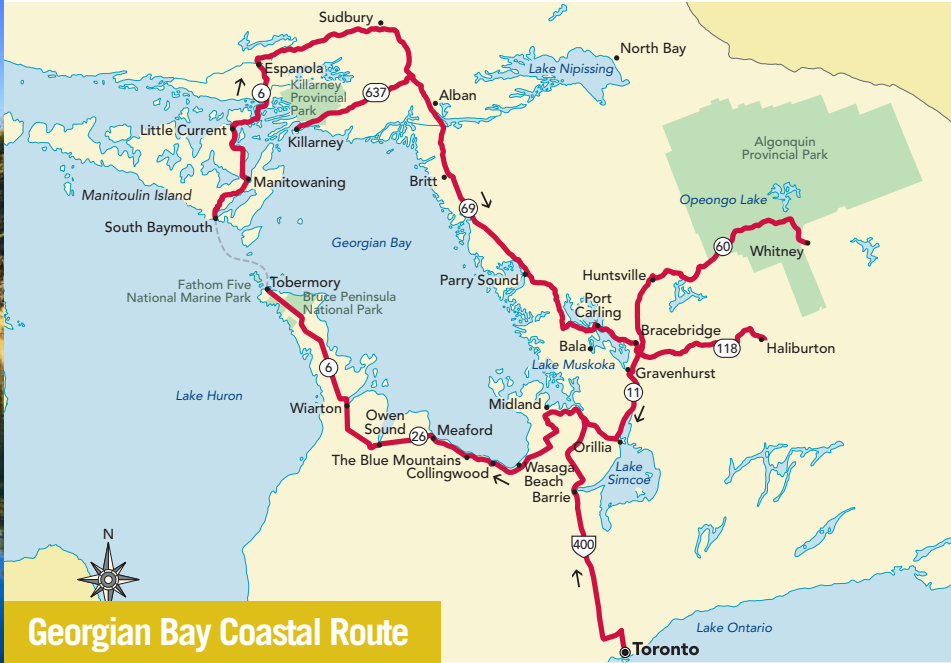 Sudbury
North Bay
Lake Nipissing
Espanola
Killarney
Provincial
Park
6
637
Alban
Little Current
Killarney
Algonquin
Provincial Park
Manitowaning
Britt
Manitoulin Island
Opeongo Lake
69
South Baymouth
Georgian Bay
60
Whitney
Tobermory
Parry Sound
Huntsville
Fathom Five
National Marine Park
Bruce Peninsula
National Park
Port
Carling
Bracebridge
Bala
118
Haliburton
6
Lake Muskoka
Gravenhurst
Lake Huron
11
Wiarton
Midland
Owen
Sound
26
Meaford
Orillia
The Blue Mountains
Collingwood
Wasaga
Beach
Lake
Simcoe
Barrie
N
400
Georgian Bay Coastal Route
Lake Ontario
Toronto